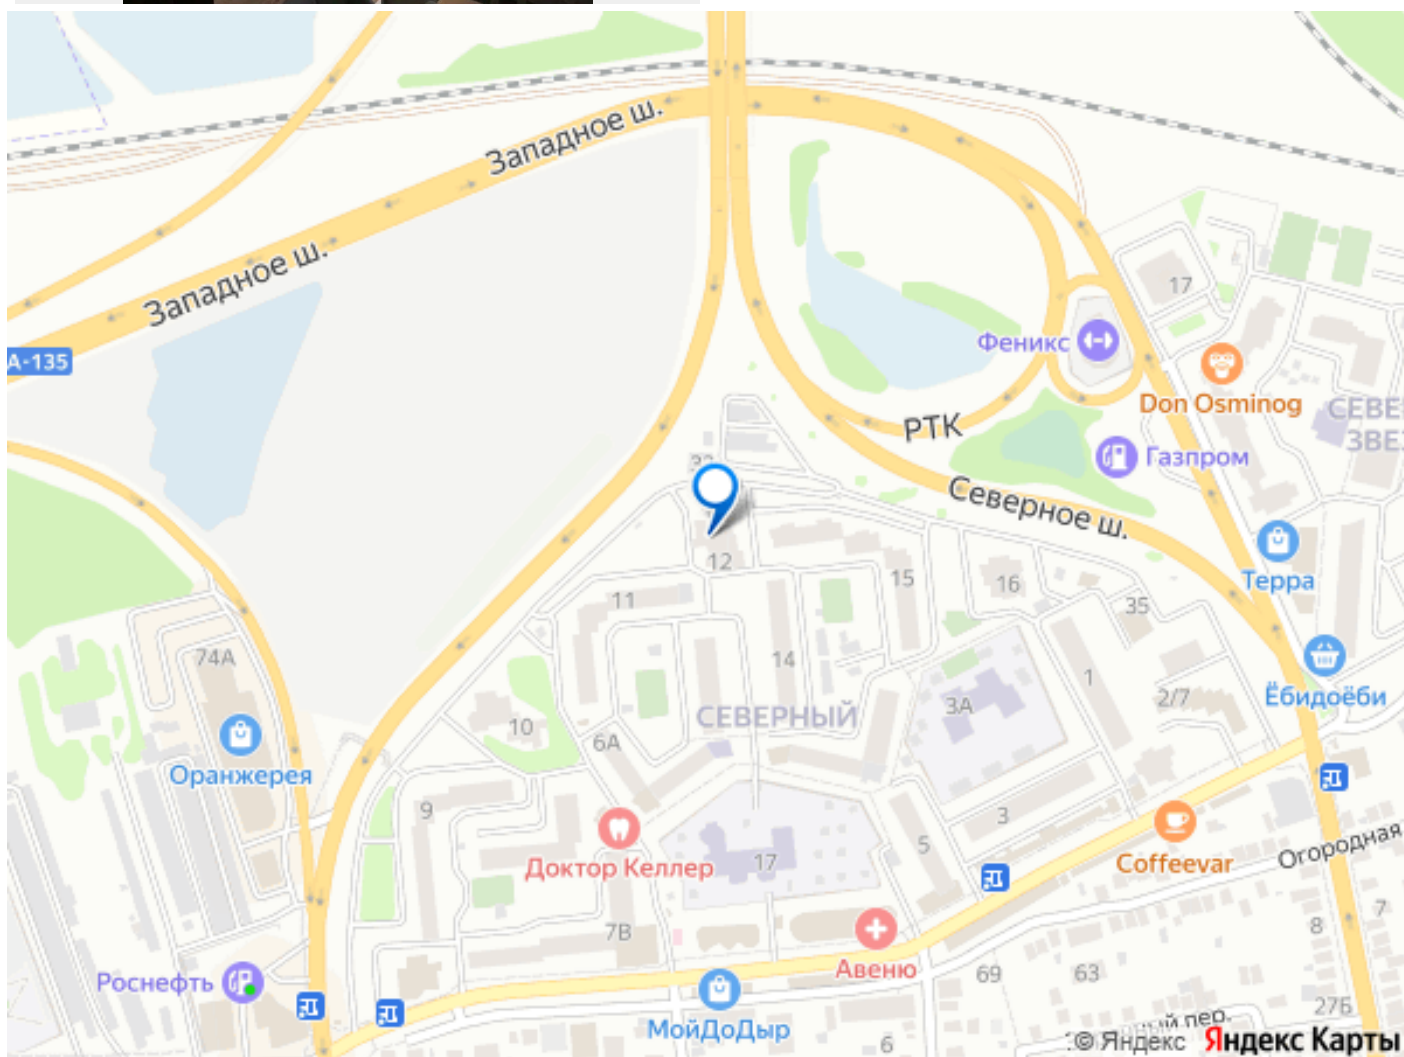 Западное ш.
Западное ш.
А-135
17
Феникс
Don Osminog
РТК
Газпром
Северное ш.
12
15
16
11
35
Терра
74А
14
1
Ёбидоёби
3А
2/7
СЕВЕРНЫЙ
10
6А
Оранжерея
9
3
5
Доктор Келлер
17
Coffeevar
Огородная
7В
8
7
Авеню
69
63
Роснефть
27Б
МойДоДыр
6
© Яндекс Яндекс Карты